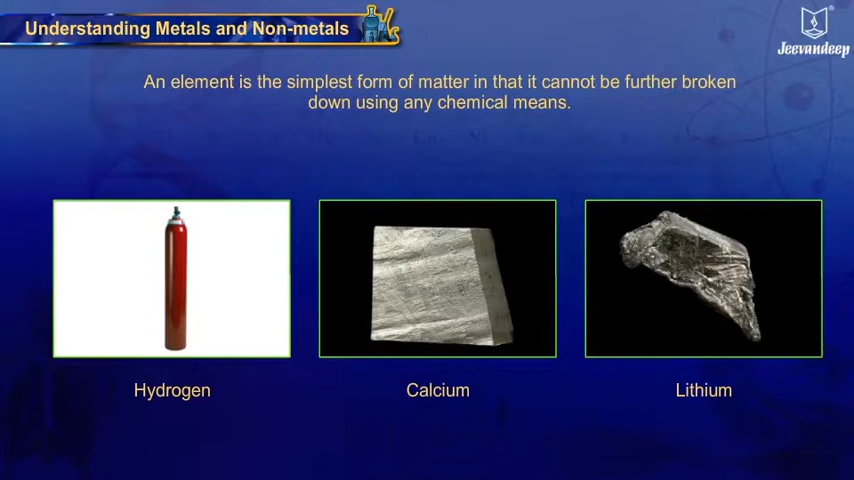 Understanding Metals and Non-metals
Jeevandeep
An element is the simplest form of matter in that it cannot be further broken
down using any chemical means.
Hydrogen
Calcium
Lithium